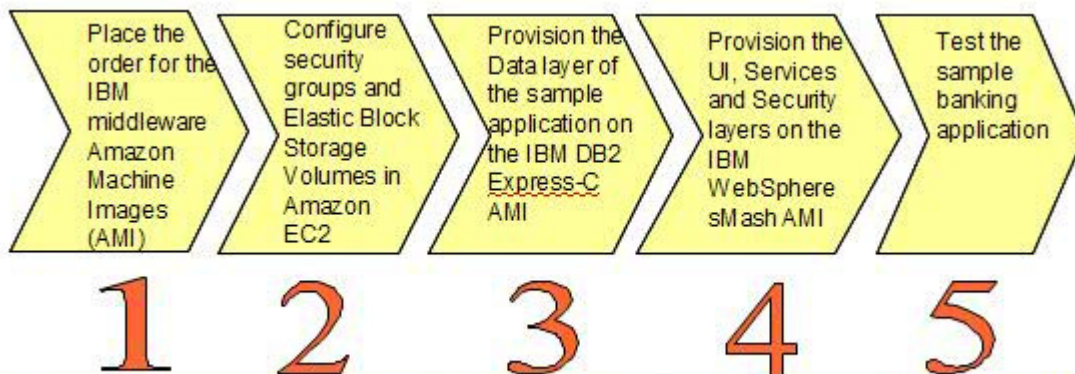 Place the
order for the
IBM
middleware
Amazon
Machine
Images
(AMI)
Configure
security
groups and
Elastic Block
Storage
Volumes in
Amazon
EC2
Provision the
Data layer of
the sample
application on
the IBM DB2
Express-C
AMI
Provision the
UI, Services
and Security
layers on the
IBM
WebSphere
sMash AMI
Test the
sample
banking
application
1
2
3
4
5